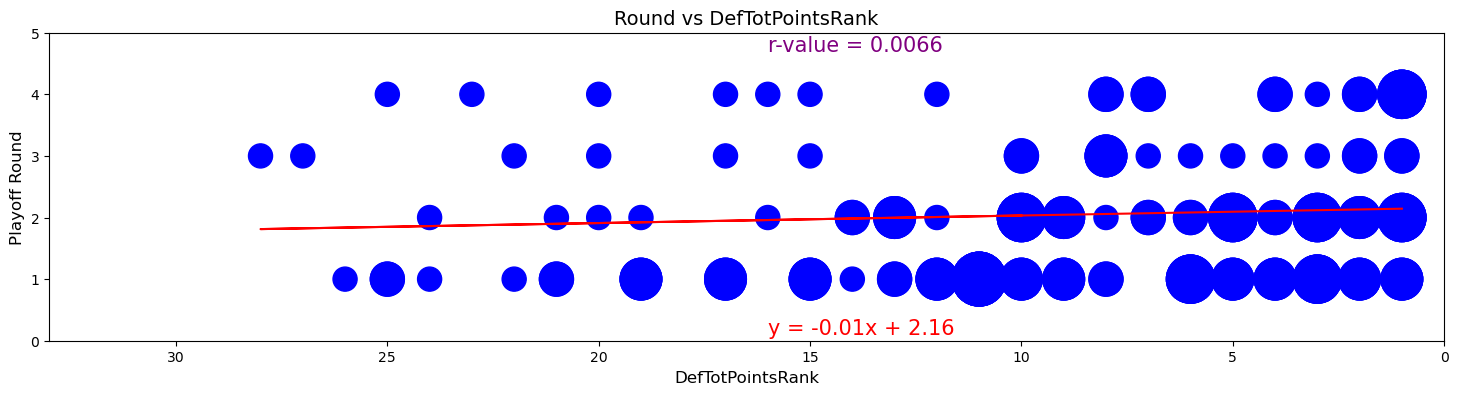 Round vs DefTotPointsRank
r-value = 0.0066
5
4
3
2
1
0
Playoff Round
y = -0.01x + 2.16
30 25 20 15 10 5 0
DefTotPointsRank